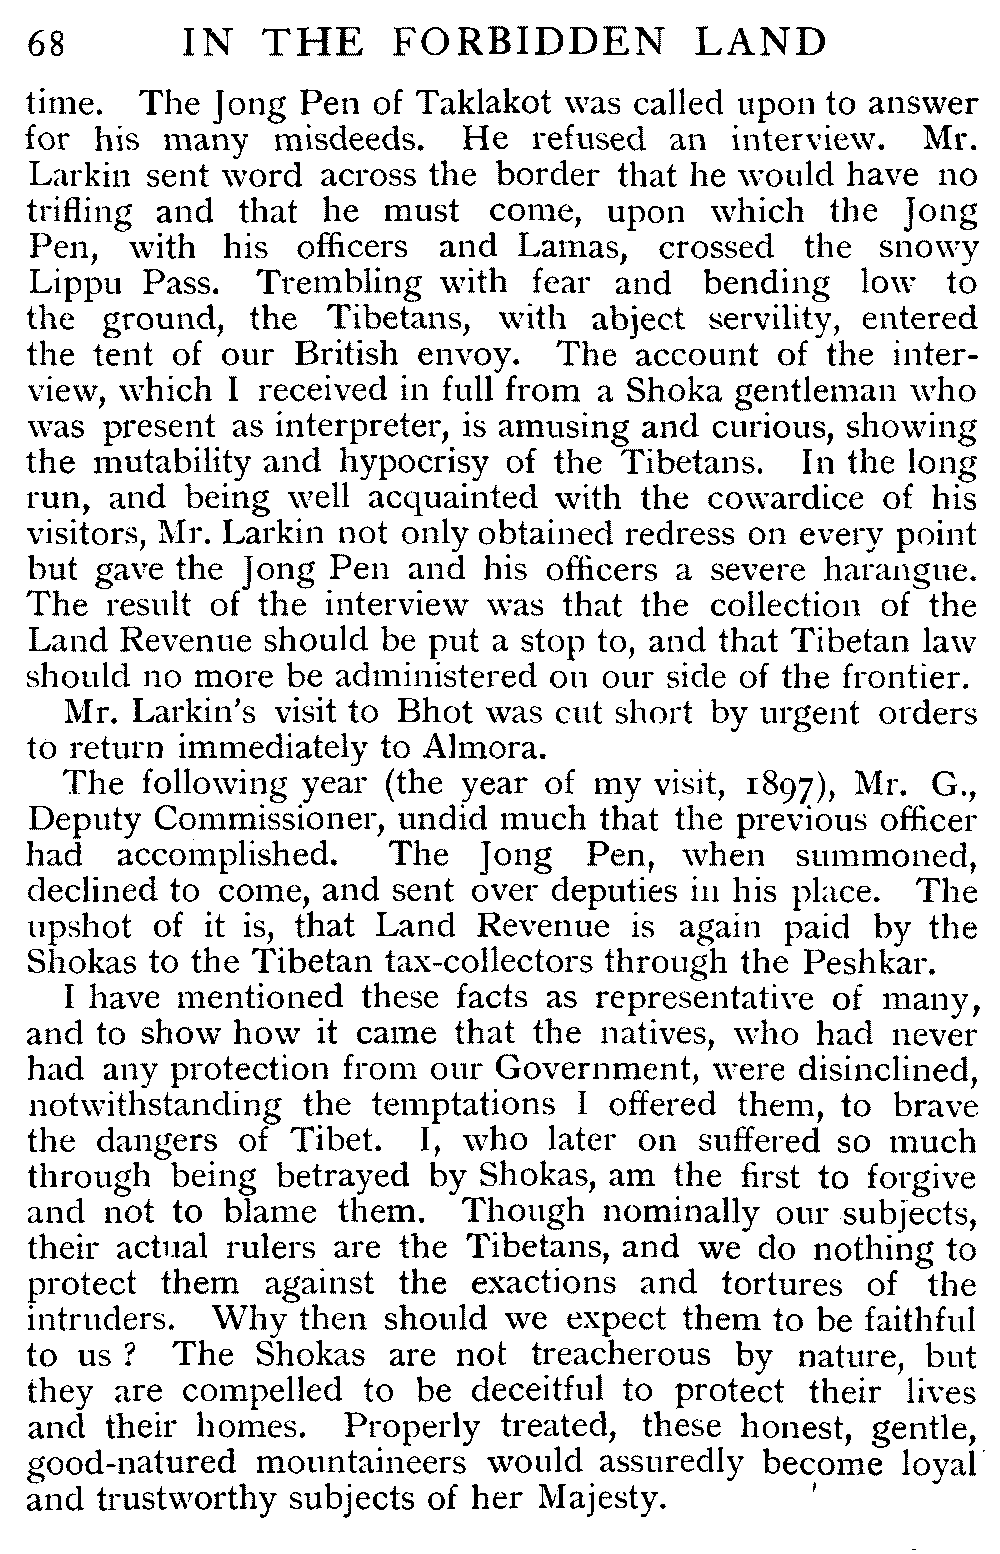 68 IN THE FORBIDDEN LAND
time. The Jong Pen of Taklakot was called upon to answer
for his many misdeeds. He refused an interview. Mr.
Larkin sent word across the border that he would have no
trifling and that he must come, upon which the Jong
Pen, with his officers and Lamas, crossed the snowy
Lippu Pass. Trembling with fear and bending low to
the ground, the Tibetans, with abject servility, entered
the tent of our British envoy. The account of the inter-
view, which I received in full from a Shoka gentleman who
was present as interpreter, is amusing and curious, showing
the mutability and hypocrisy of the Tibetans. In the long
run, and being well acquainted with the cowardice of his
visitors, Mr. Larkin not only obtained redress on every point
but gave the Jong Pen and his officers a severe harangue.
The result of the interview was that the collection of the
Land Revenue should be put a stop to, and that Tibetan law
should no more be administered on our side of the frontier.
Mr. Larkin's visit to Bhot was cut short by urgent orders
to return immediately to Almora.
The following year (the year of my visit, 1897), Mr. G.,
Deputy Commissioner, undid much that the previous officer
had accomplished. The Jong Pen, when summoned,
declined to come, and sent over deputies in his place. The
upshot of it is, that Land Revenue is again paid by the
Shokas to the Tibetan tax-collectors through the Peshkar.
I have mentioned these facts as representative of many,
and to show how it came that the natives, who had never
had any protection from our Government, were disinclined,
notwithstanding the temptations I offered them, to brave
the dangers of Tibet. I, who later on suffered so much
through being betrayed by Shokas, am the first to forgive
and not to blame them. Though nominally our subjects,
their actual rulers are the Tibetans, and we do nothing to
protect them against the exactions and tortures of the
intruders. Why then should we expect them to be faithful
to us ? The Shokas are not treacherous by nature, but
they are compelled to be deceitful to protect their lives
and their homes. Properly treated, these honest, gentle,
good-natured mountaineers would assuredly become loyal
and trustworthy subjects of her Majesty.